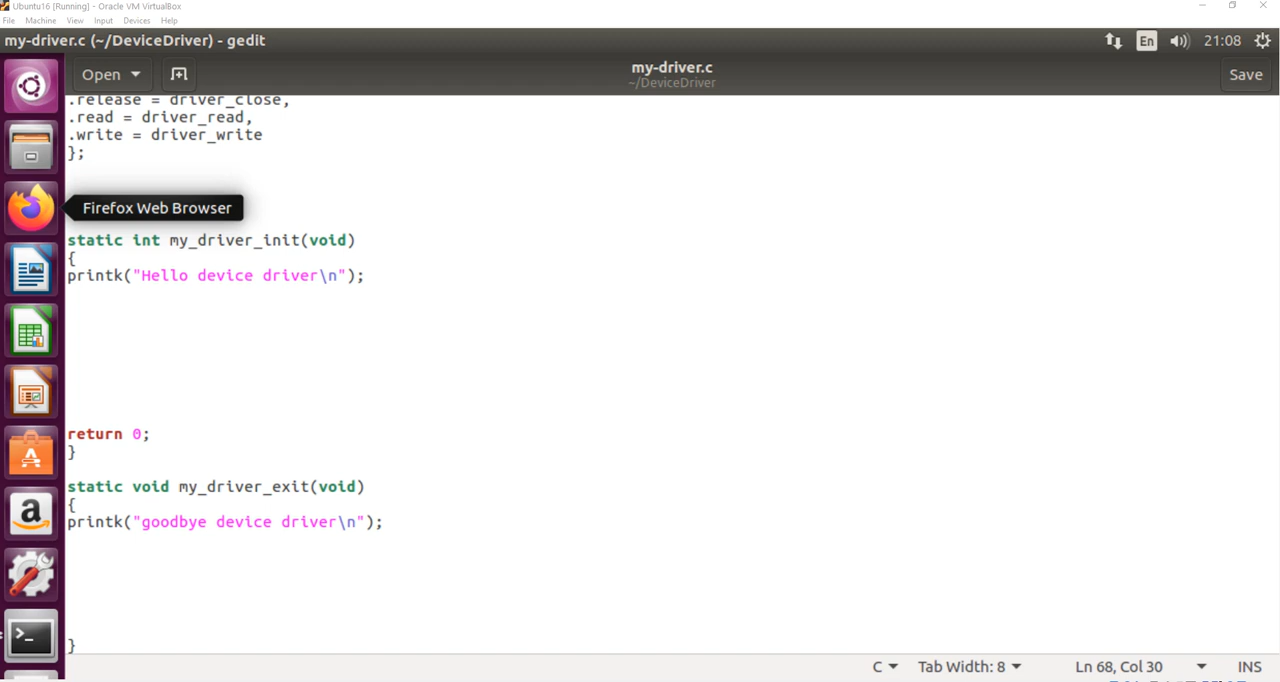 Ubuntu16 [Running] - Oracle VM VirtualBox
File Machine View Input Devices Help
my-driver.c (~/DeviceDriver) - gedit
En 21:08
Open
my-driver.c
~/DeviceDriver
Save
.release = driver_close,
.read = driver_read,
.write = driver_write
};
Firefox Web Browser
static int my_driver_init(void)
{
printk("Hello device driver\n");
return 0;
}
static void my_driver_exit(void)
{
printk("goodbye device driver\n");
}
C Tab Width: 8 Ln 68, Col 30 INS